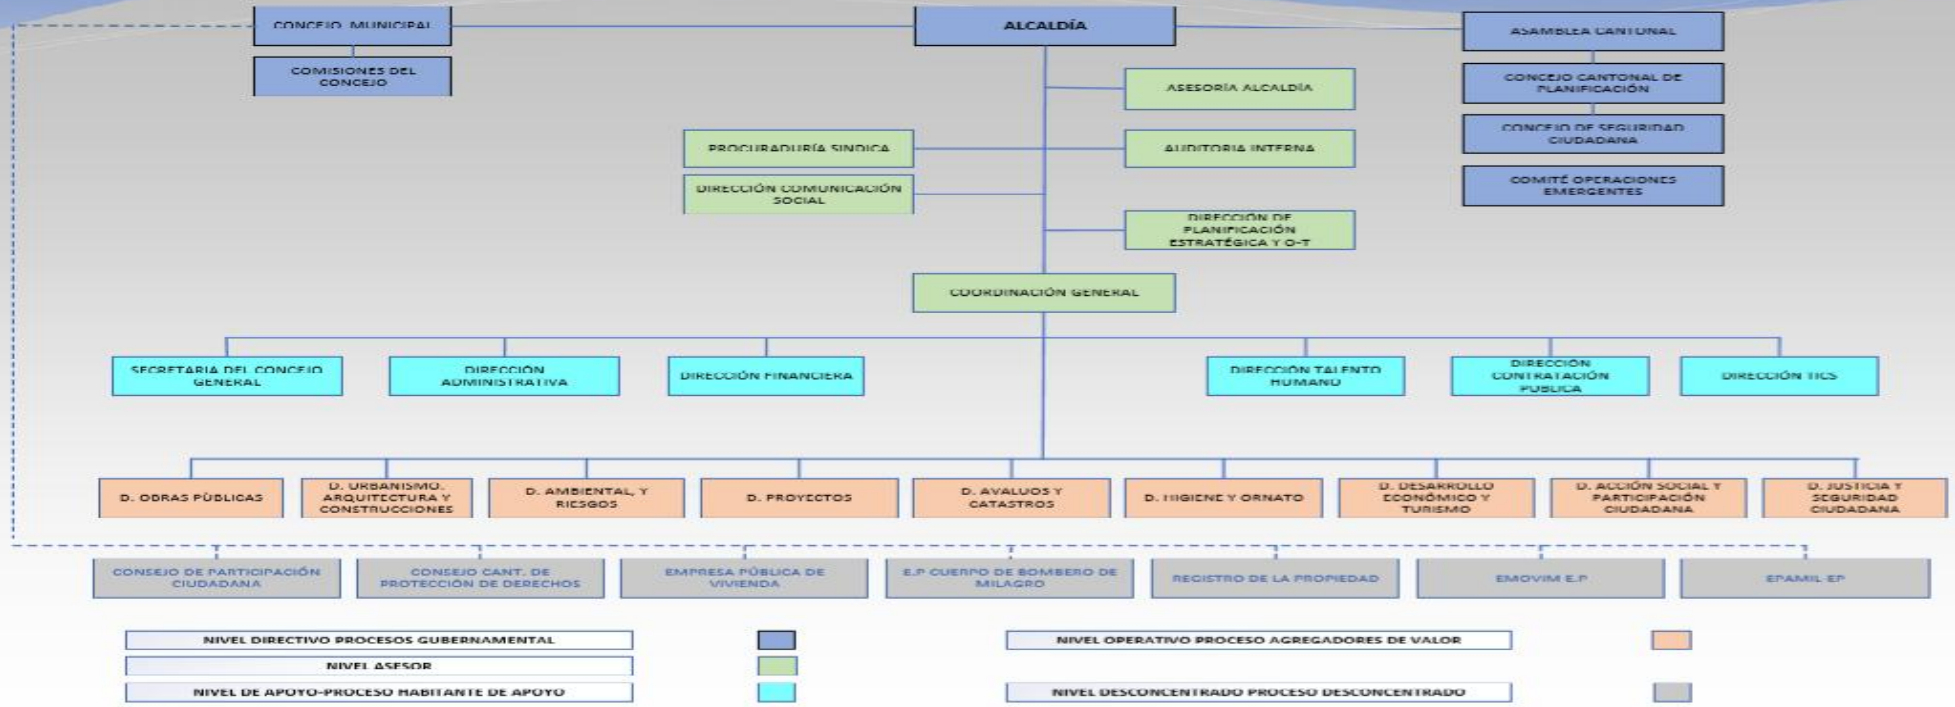 CONCEJO MUNICIPAL
ALCALDÍA
ASAMBLEA CANTONAL
COMISIONES DEL
CONCEJO
CONCEJO CANTONAL DE
PLANIFICACIÓN
ASESORÍA ALCALDÍA
CONCEJO DE SEGURIDAD
CIUDADANA
PROCURADURÍA SINDICA
AUDITORIA INTERNA
COMITÉ OPERACIONES
EMERGENTES
DIRECCIÓN COMUNICACIÓN
SOCIAL
DIRECCIÓN DE
PLANIFICACIÓN
ESTRATÉGICA Y O-T
COORDINACIÓN GENERAL
SECRETARIA DEL CONCEJO
GENERAL
DIRECCIÓN
ADMINISTRATIVA
DIRECCIÓN FINANCIERA
DIRECCIÓN TALENTO
HUMANO
DIRECCIÓN
CONTRATACIÓN
PUBLICA
DIRECCIÓN TICS
D. OBRAS PÙBLICAS
D. URBANISMO.
ARQUITECTURA Y
CONSTRUCCIONES
D. AMBIENTAL, Y
RIESGOS
D. PROYECTOS
D. AVALUOS Y
CATASTROS
D. HIGIENE Y ORNATO
D. DESARROLLO
ECONÓMICO Y
TURISMO
D. ACCIÓN SOCIAL Y
PARTICIPACIÓN
CIUDADANA
D. JUSTICIA Y
SEGURIDAD
CIUDADANA
CONSEJO DE PARTICIPACIÓN
CIUDADANA
CONSEJO CANT. DE
PROTECCIÓN DE DERECHOS
EMPRESA PÚBLICA DE
VIVIENDA
E.P CUERPO DE BOMBERO DE
MILAGRO
REGISTRO DE LA PROPIEDAD
EMOVIM E.P
EPAMIL-EP
NIVEL DIRECTIVO PROCESOS GUBERNAMENTAL
NIVEL OPERATIVO PROCESO AGREGADORES DE VALOR
NIVEL ASESOR
NIVEL DE APOYO-PROCESO HABITANTE DE APOYO
NIVEL DESCONCENTRADO PROCESO DESCONCENTRADO